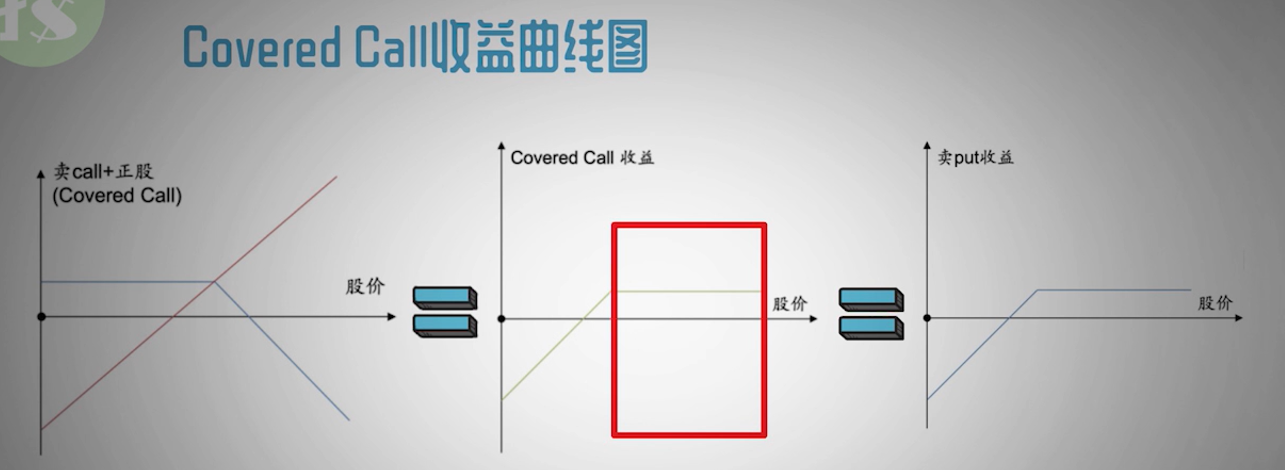 Covered Call收益曲线图
卖call+正股
(Covered Call)
股价
Covered Call 收益
股价
卖put收益
股价